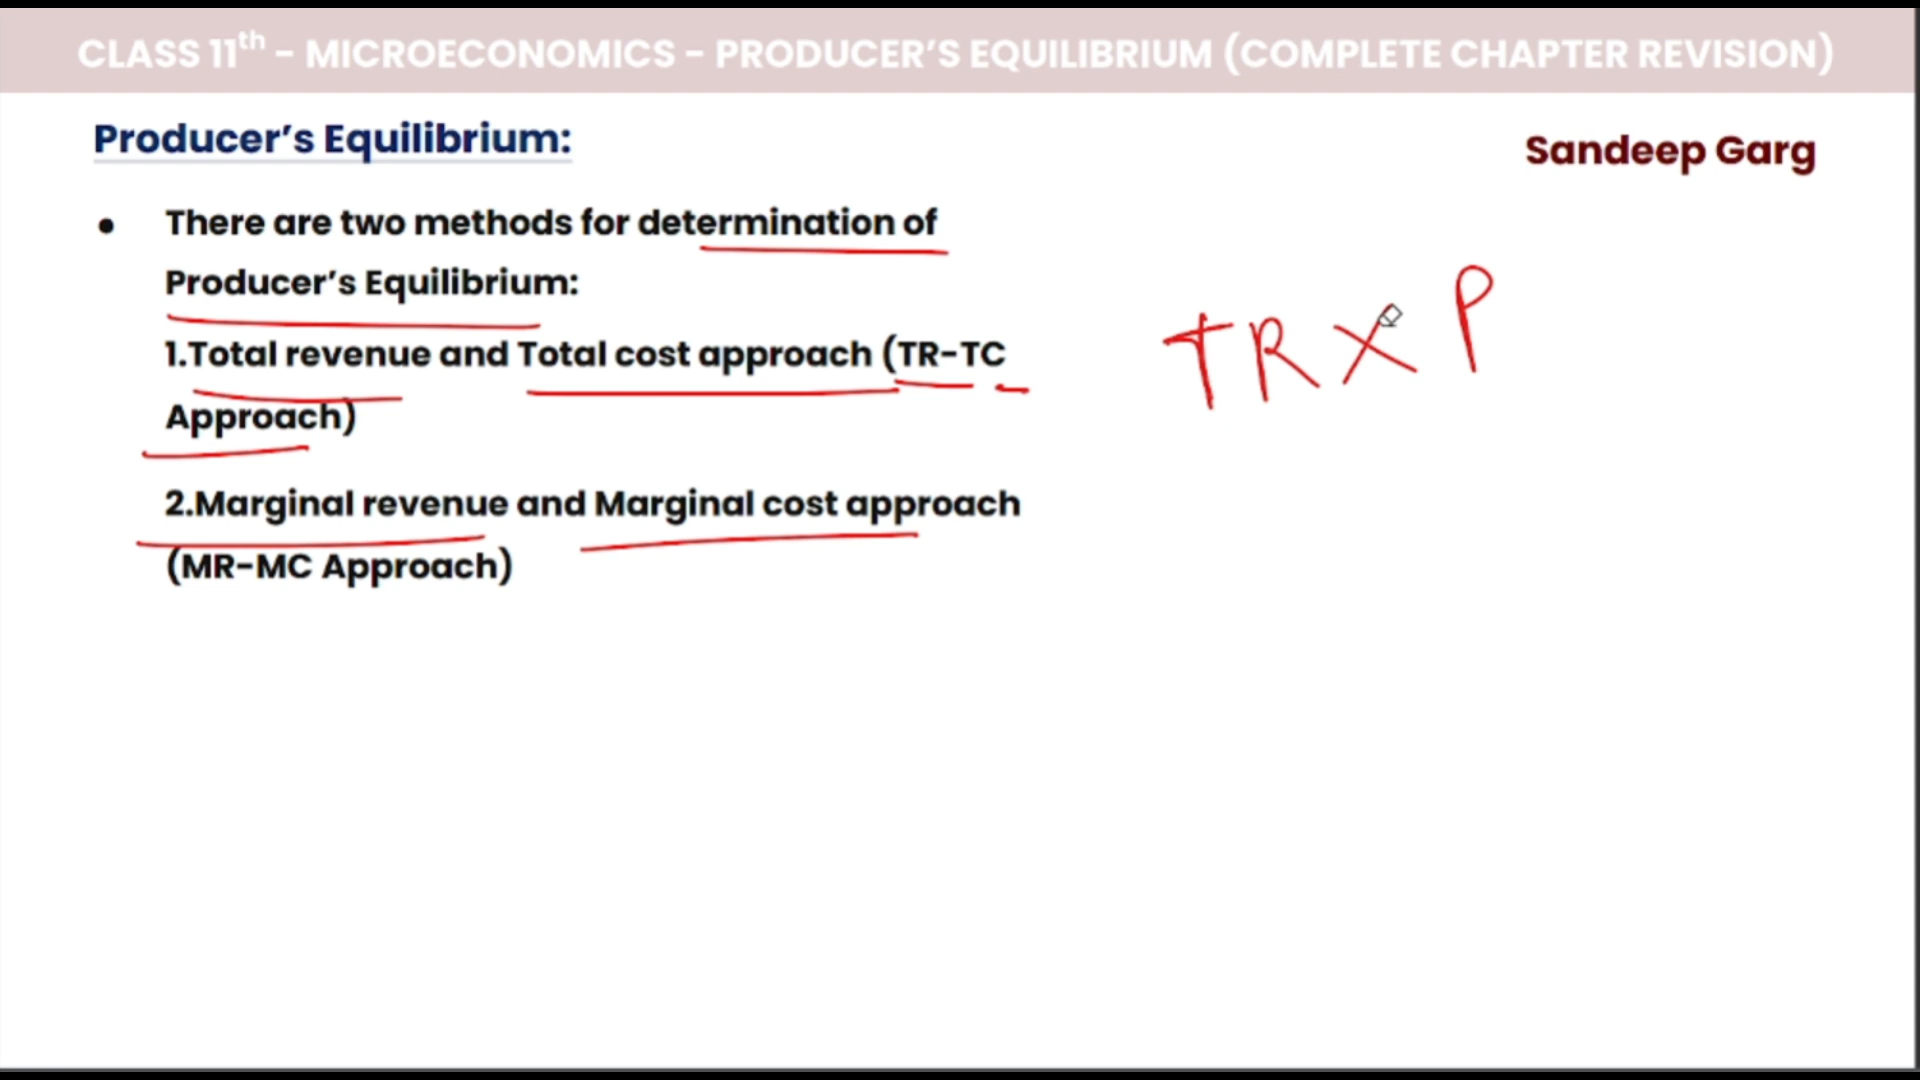 CLASS 11th - MICROECONOMICS - PRODUCER'S EQUILIBRIUM (COMPLETE CHAPTER REVISION)
Producer's Equilibrium:
Sandeep Garg
• There are two methods for determination of
Producer's Equilibrium:
1.Total revenue and Total cost approach (TR-TC
Approach)
2.Marginal revenue and Marginal cost approach
(MR-MC Approach)
TR X P